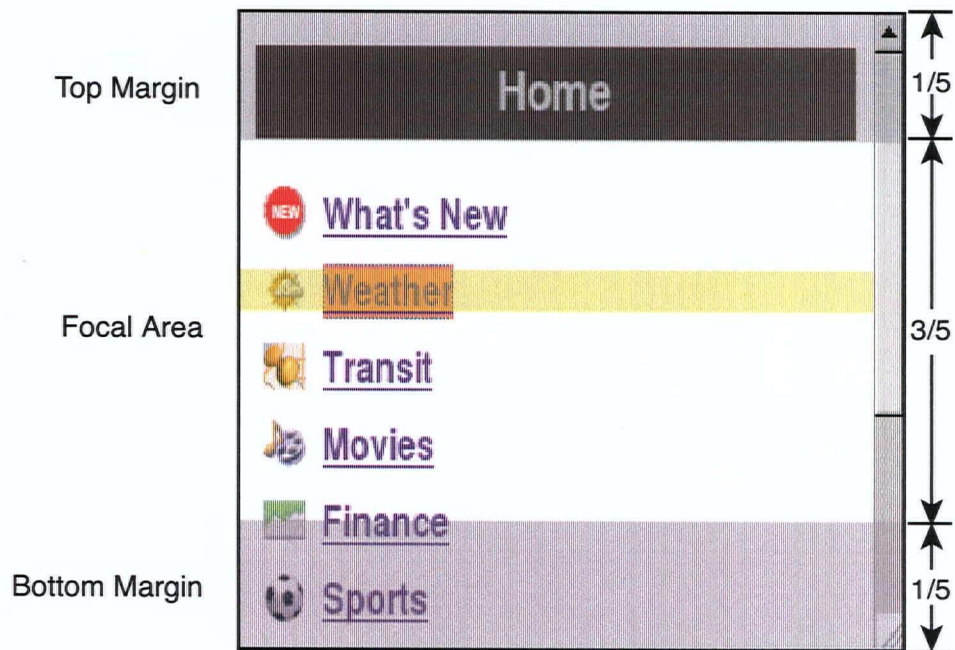 Top Margin
Home
1/5
NEW What's New
Weather
Focal Area
3/5
Transit
Movies
Finance
Bottom Margin
Sports
1/5